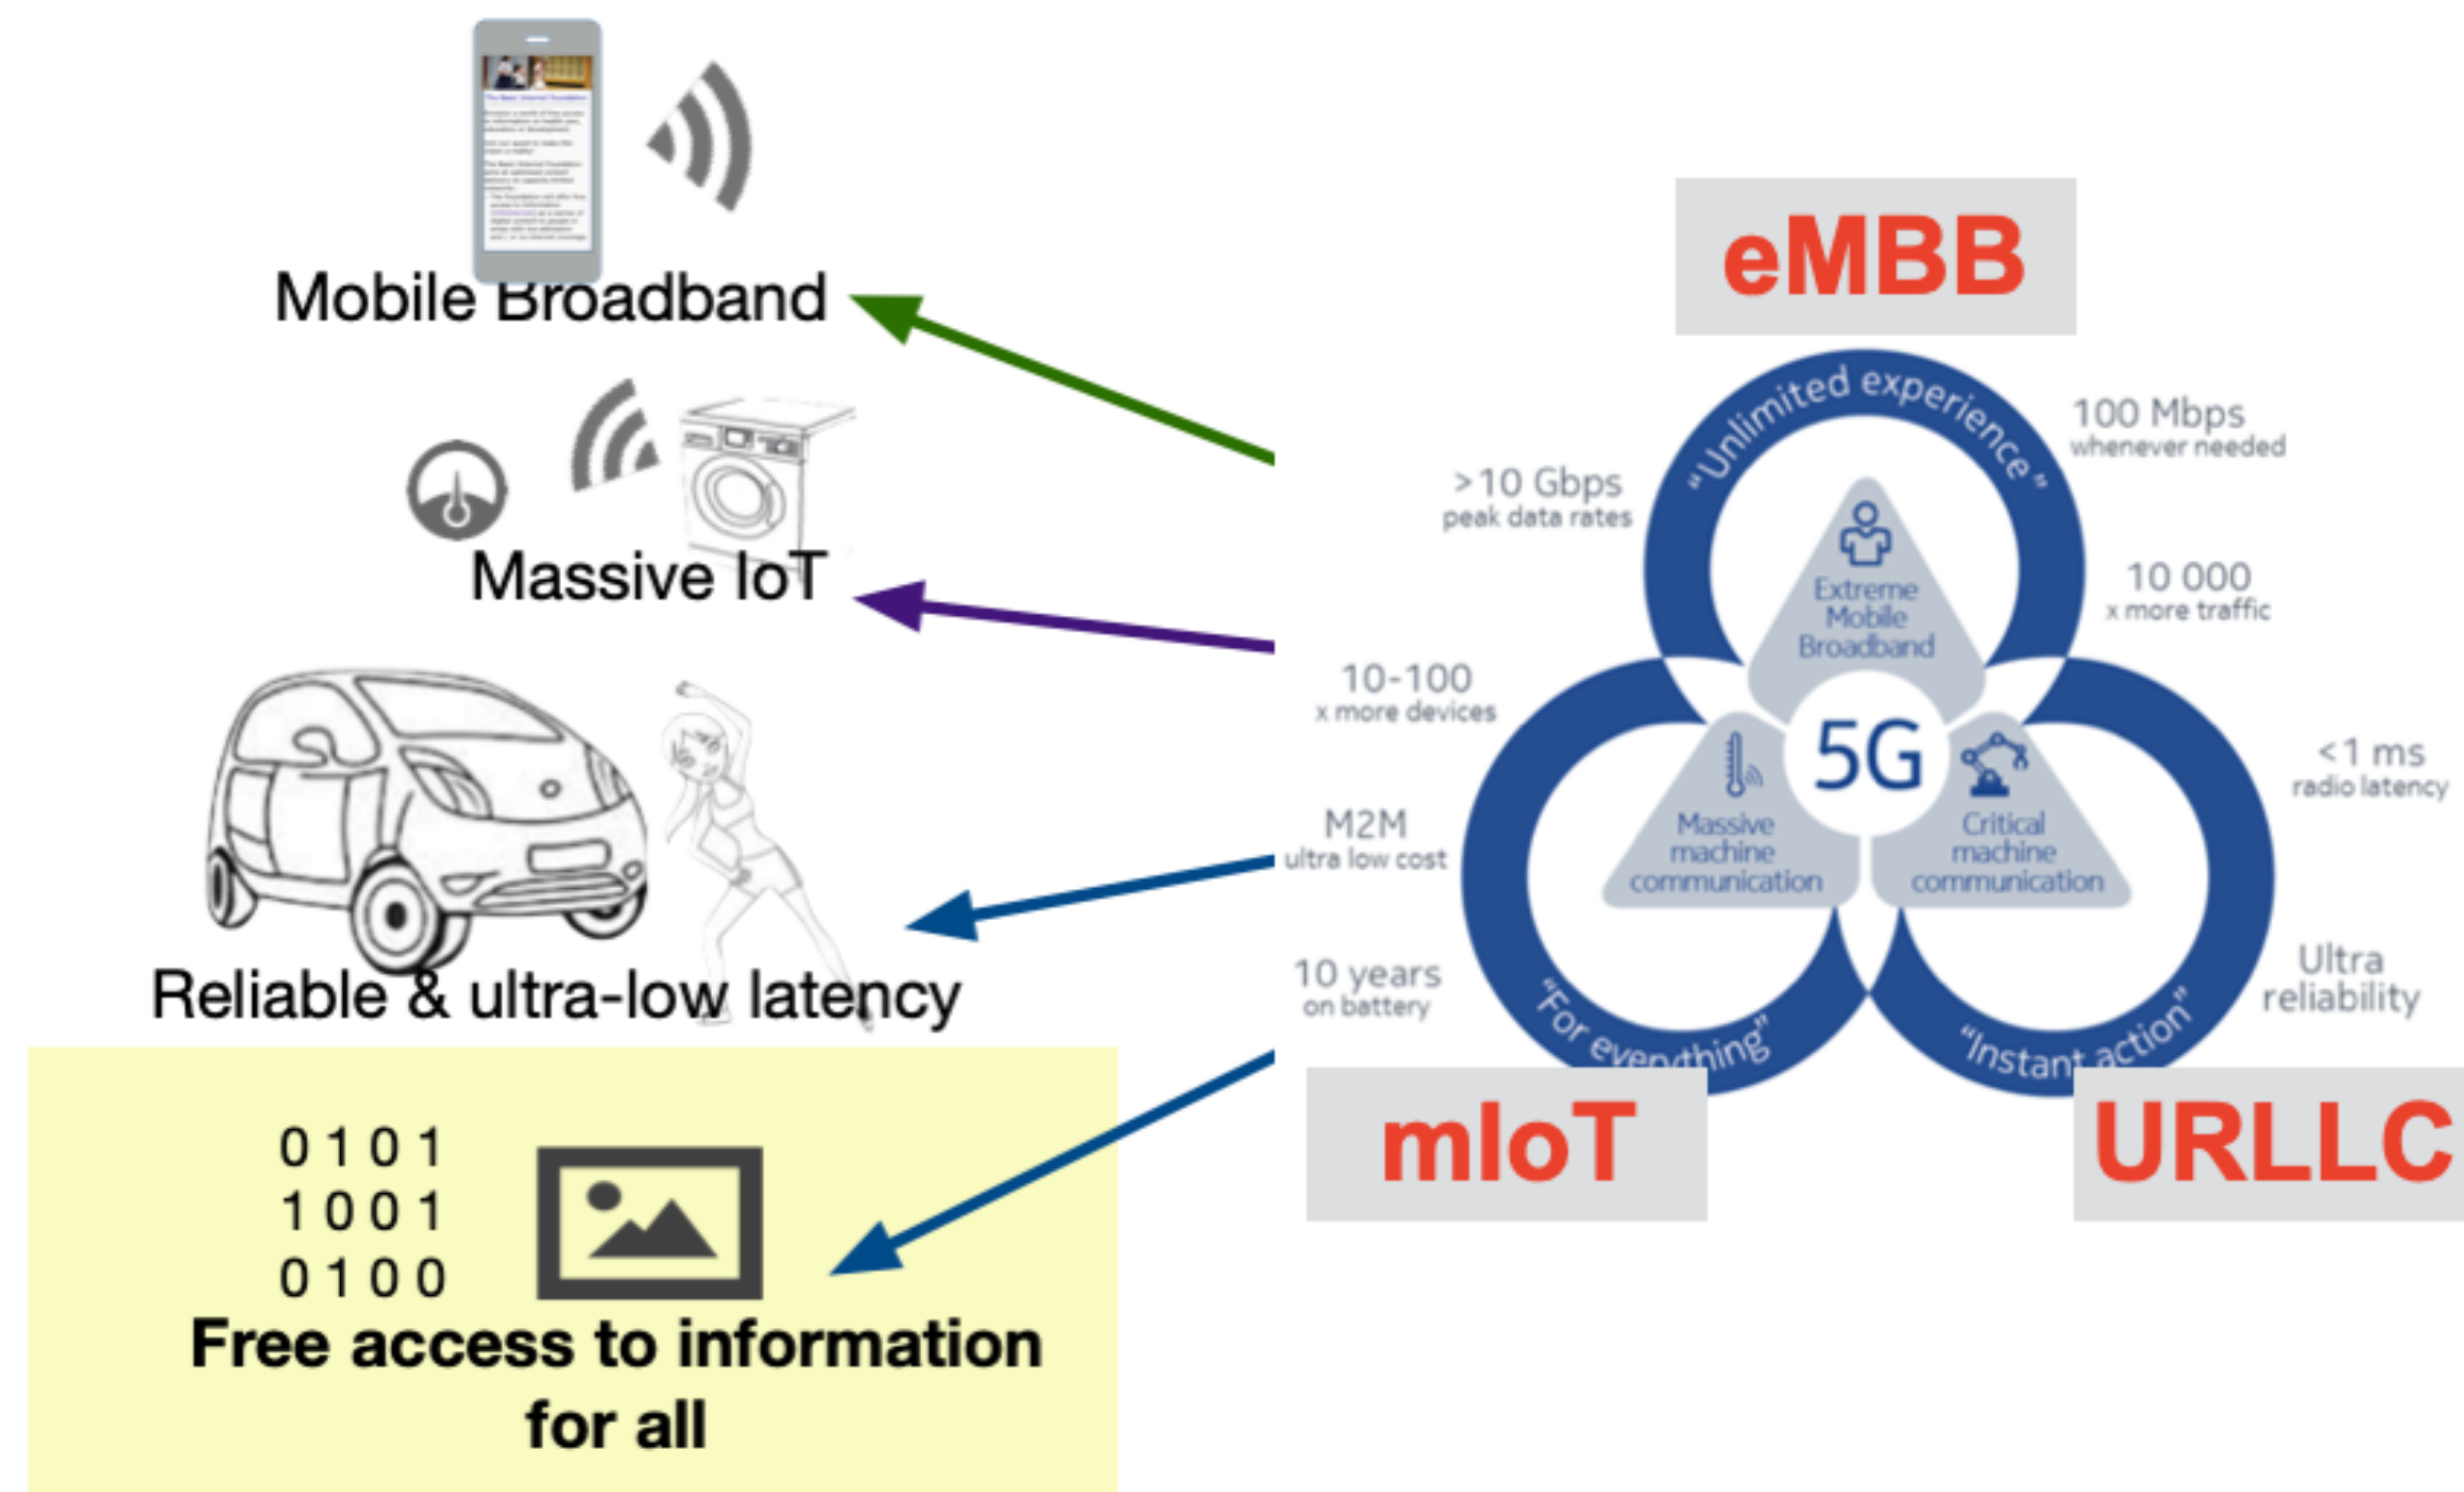 The Basic Internet Foundation
Mobile Broadband
Massive IoT
Reliable & ultra-low latency
0 1 0 1
1 0 0 1
0 1 0 0
Free access to information
for all
eMBB
“Unlimited experience”
>10 Gbps
peak data rates
100 Mbps
whenever needed
10 000
x more traffic
Extreme
Mobile
Broadband
5G
10-100
x more devices
M2M
ultra low cost
10 years
on battery
Massive
machine
communication
“For everything”
mIoT
Critical
machine
communication
<1 ms
radio latency
Ultra
reliability
“Instant action”
URLLC